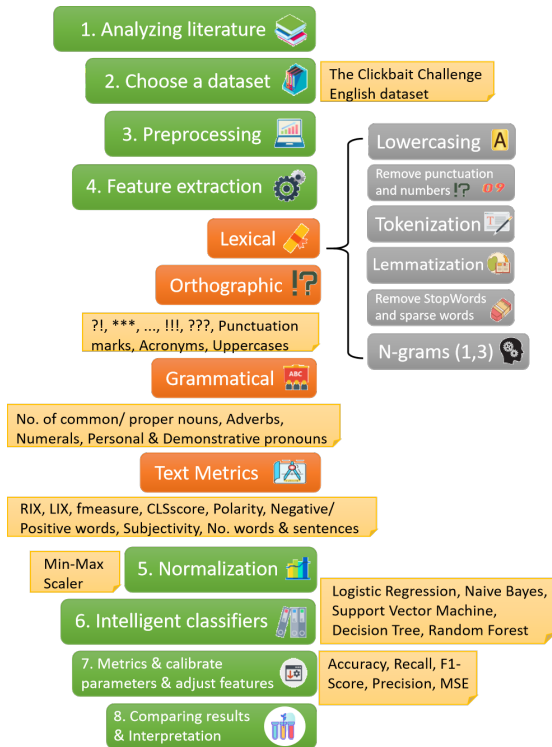 1. Analyzing literature
2. Choose a dataset
The Clickbait Challenge
English dataset
3. Preprocessing
4. Feature extraction
Lexical
Lowercasing
A
Remove punctuation
and numbers !? 0 9
Tokenization
Lemmatization
Remove StopWords
and sparse words
N-grams (1,3)
Orthographic !?
?!, ***, ..., !!!, ???, Punctuation
marks, Acronyms, Uppercases
Grammatical
ABC
No. of common/ proper nouns, Adverbs,
Numerals, Personal & Demonstrative pronouns
Text Metrics
RIX, LIX, fmeasure, CLSscore, Polarity, Negative/
Positive words, Subjectivity, No. words & sentences
Min-Max
Scaler
5. Normalization
6. Intelligent classifiers
Logistic Regression, Naive Bayes,
Support Vector Machine,
Decision Tree, Random Forest
7. Metrics & calibrate
parameters & adjust features
Accuracy, Recall, F1-
Score, Precision, MSE
8. Comparing results
& Interpretation